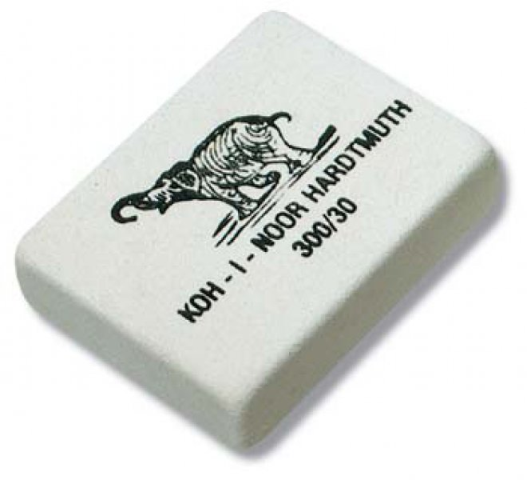 KOH - I - NOOR HARDTMUTH
300/30